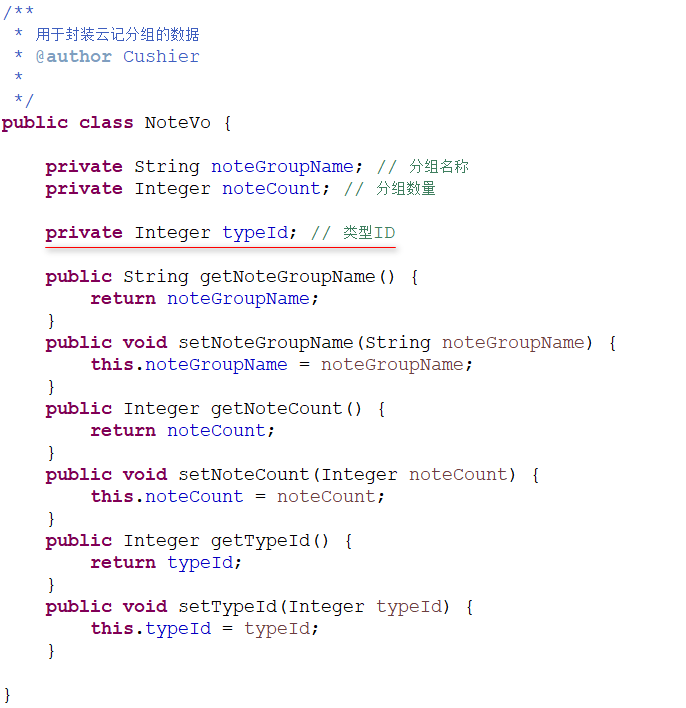 /**
 * 用于封装云记分组的数据
 * @author Cushier
 *
 */
public class NoteVo {
    private String noteGroupName; // 分组名称
    private Integer noteCount; // 分组数量
    private Integer typeId; // 类型ID
    public String getNoteGroupName() {
        return noteGroupName;
    }
    public void setNoteGroupName(String noteGroupName) {
        this.noteGroupName = noteGroupName;
    }
    public Integer getNoteCount() {
        return noteCount;
    }
    public void setNoteCount(Integer noteCount) {
        this.noteCount = noteCount;
    }
    public Integer getTypeId() {
        return typeId;
    }
    public void setTypeId(Integer typeId) {
        this.typeId = typeId;
    }
}